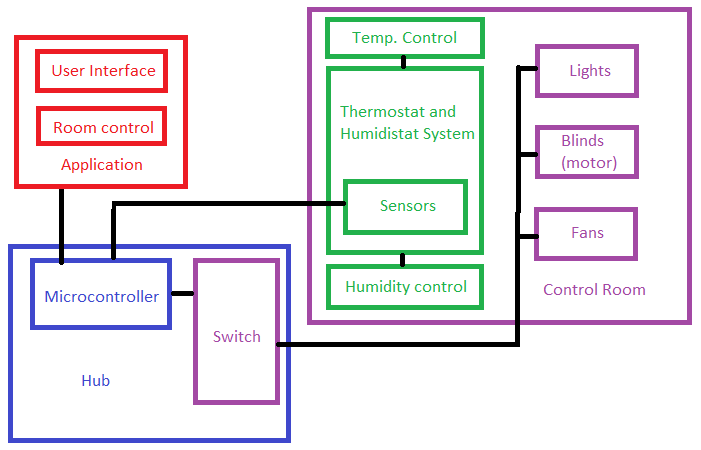 User Interface
Room control
Application
Temp. Control
Thermostat and
Humidistat System
Sensors
Humidity control
Lights
Blinds
(motor)
Fans
Control Room
Microcontroller
Switch
Hub